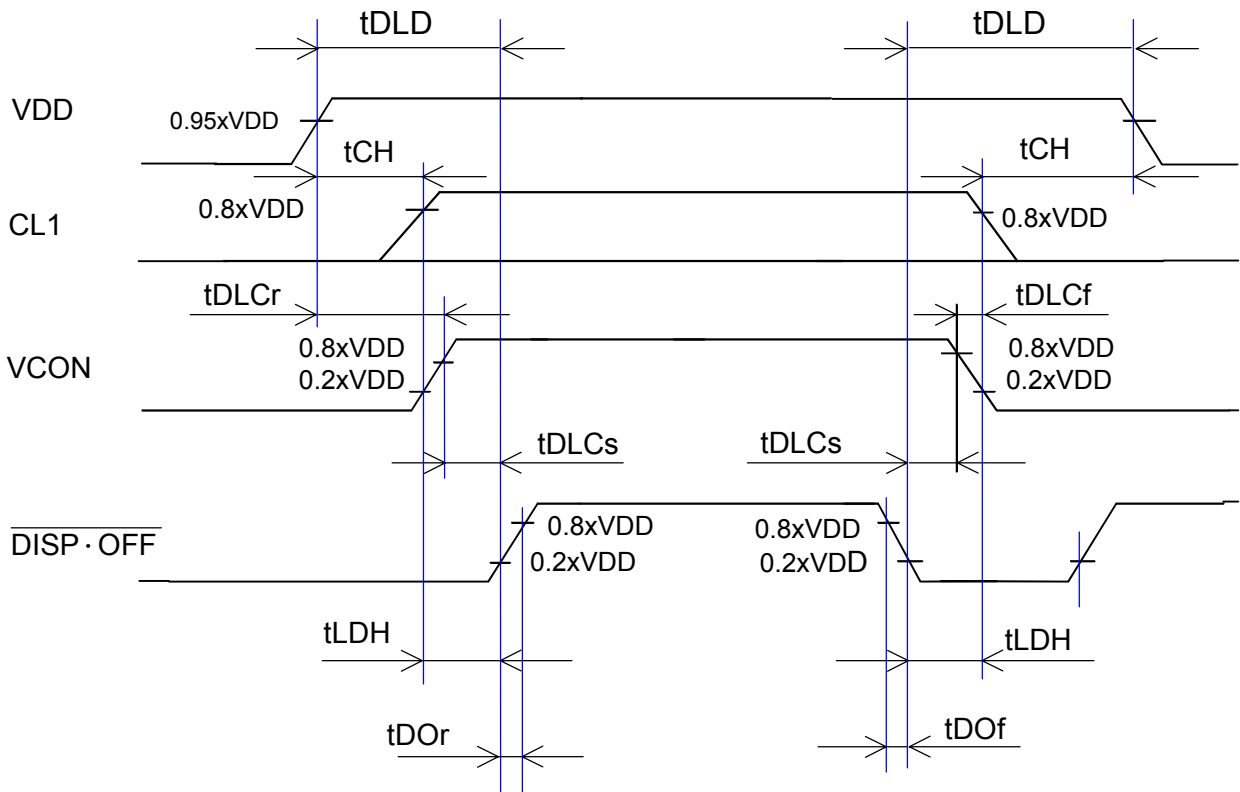 tDLD
tDLD
VDD
0.95xVDD
tCH
tCH
0.8xVDD
0.8xVDD
CL1
tDLCr
tDLCf
0.8xVDD
0.8xVDD
VCON
0.2xVDD
0.2xVDD
tDLCs
tDLCs
DISP·OFF
0.8xVDD
0.8xVDD
0.2xVDD
0.2xVDD
tLDH
tLDH
tDOr
tDOf